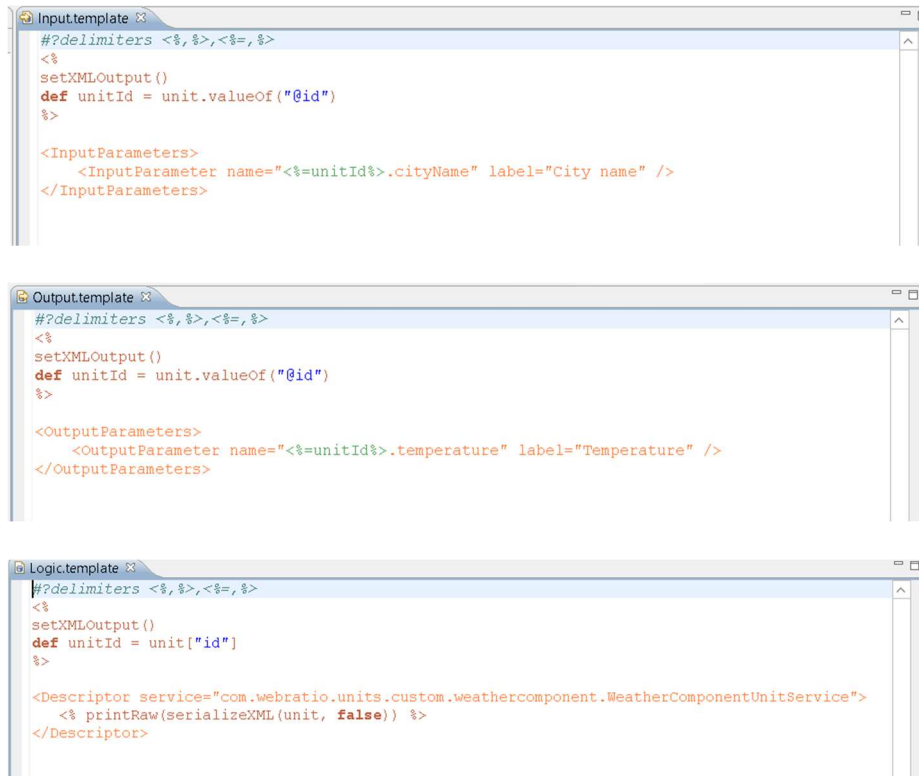 Input.template
#?delimiters <%,%>,<%=,%>
<%
setXMLOutput()
def unitId = unit.valueOf("@id")
%>
<InputParameters>
<InputParameter name="<%=unitId%>.cityName" label="City name" />
</InputParameters>
Output.template
#?delimiters <%,%>,<%=,%>
<%
setXMLOutput()
def unitId = unit.valueOf("@id")
%>
<OutputParameters>
<OutputParameter name="<%=unitId%>.temperature" label="Temperature" />
</OutputParameters>
Logic.template
#?delimiters <%,%>,<%=,%>
<%
setXMLOutput()
def unitId = unit["id"]
%>
<Descriptor service="com.webratio.units.custom.weathercomponent.WeatherComponentUnitService">
<% printRaw(serializeXML(unit, false)) %>
</Descriptor>